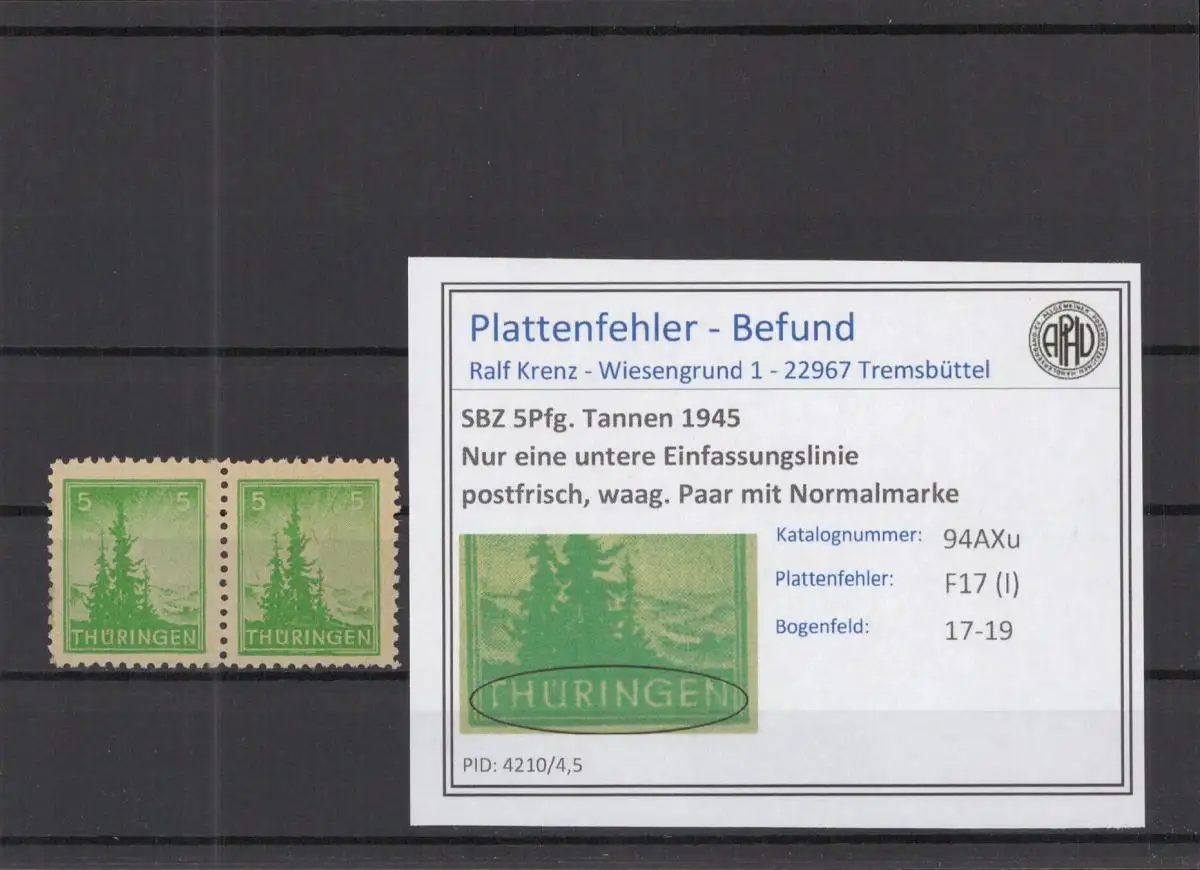 5 5
THÜRINGEN
5 5
THÜRINGEN
Plattenfehler - Befund
Ralf Krenz - Wiesengrund 1 - 22967 Tremsbüttel
APHV
SBZ 5Pfg. Tannen 1945
Nur eine untere Einfassungslinie
postfrisch, waag. Paar mit Normalmarke
THÜRINGEN
Katalognummer: 94AXu
Plattenfehler: F17 (I)
Bogenfeld: 17-19
PID: 4210/4,5